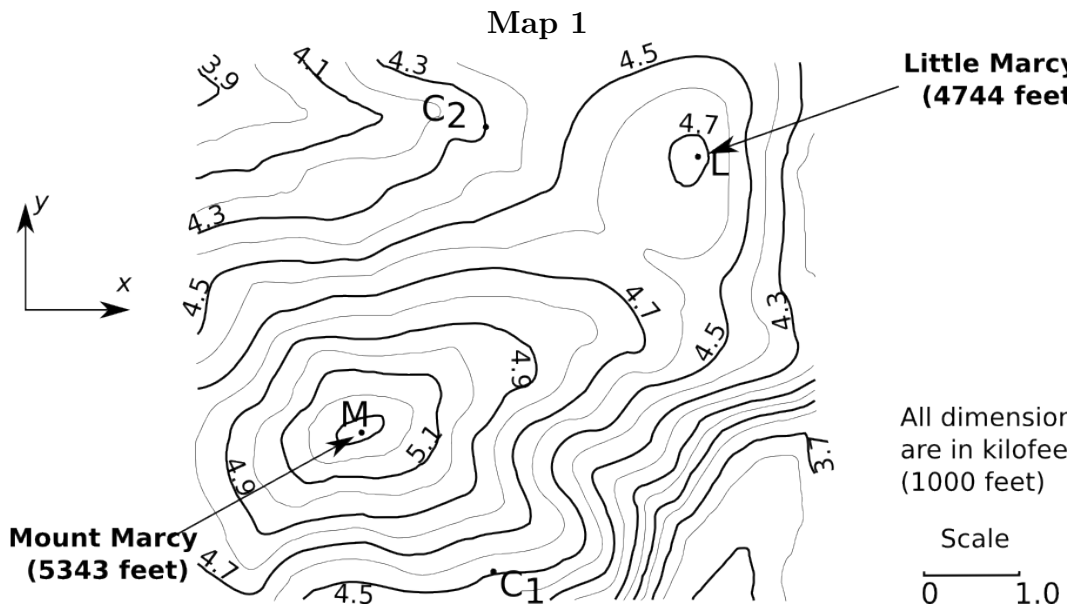 Map 1
4.5
4.3
4.1
3.9
Little Marcy
(4744 feet
C2
4.7
L
y
4.3
x
4.5
4.7
4.3
4.5
4.9
M
5.1
All dimension
are in kilofee
(1000 feet)
3.7
4.9
Mount Marcy
(5343 feet)
Scale
4.7
C1
4.5
0 1.0